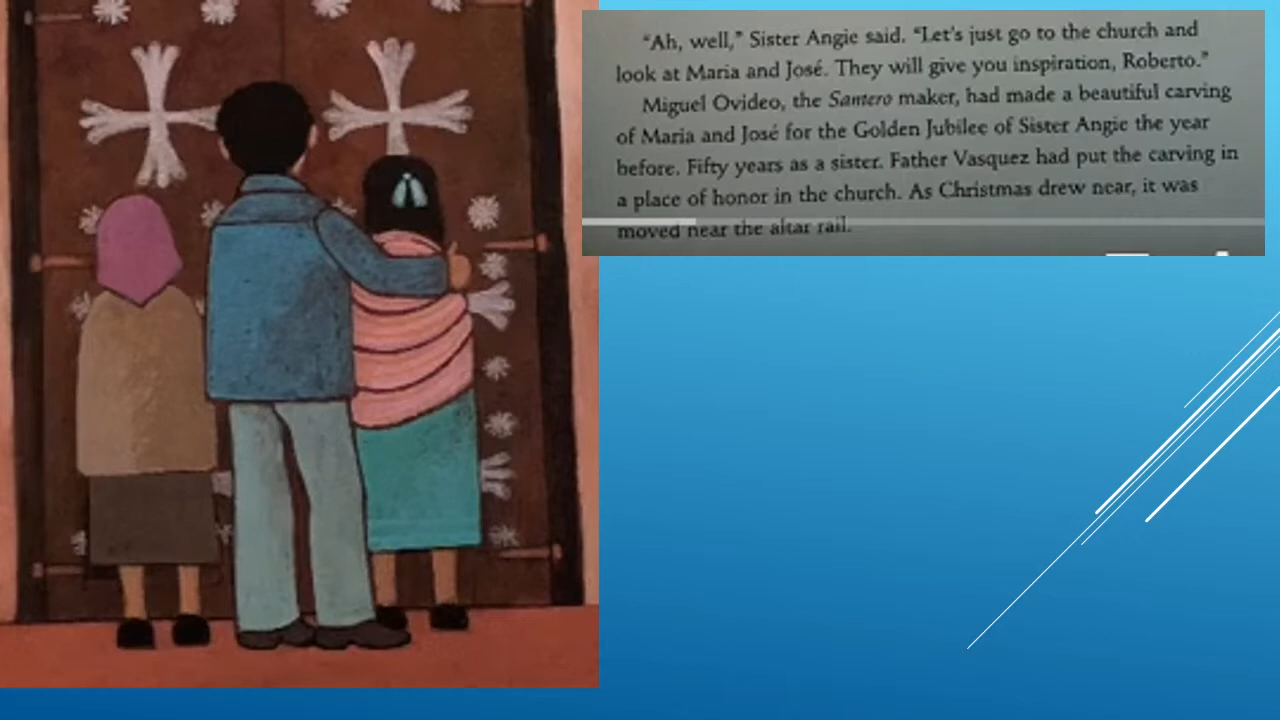 “Ah, well,” Sister Angie said. “Let’s just go to the church and
look at Maria and José. They will give you inspiration, Roberto.”
Miguel Ovideo, the Santero maker, had made a beautiful carving
of Maria and José for the Golden Jubilee of Sister Angie the year
before. Fifty years as a sister. Father Vasquez had put the carving in
a place of honor in the church. As Christmas drew near, it was
moved near the altar rail.